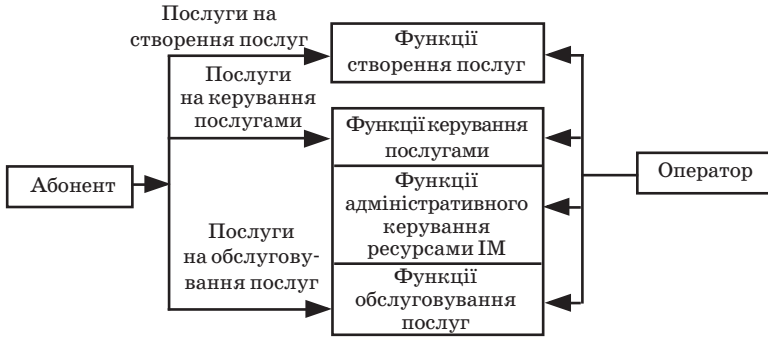 Послуги на
створення послуг
Функції
створення послуг
Послуги
на керування
послугами
Функції керування
послугами
Абонент
Функції
адміністративного
керування
ресурсами ІМ
Оператор
Послуги
на обслугову-
вання послуг
Функції
обслуговування
послуг